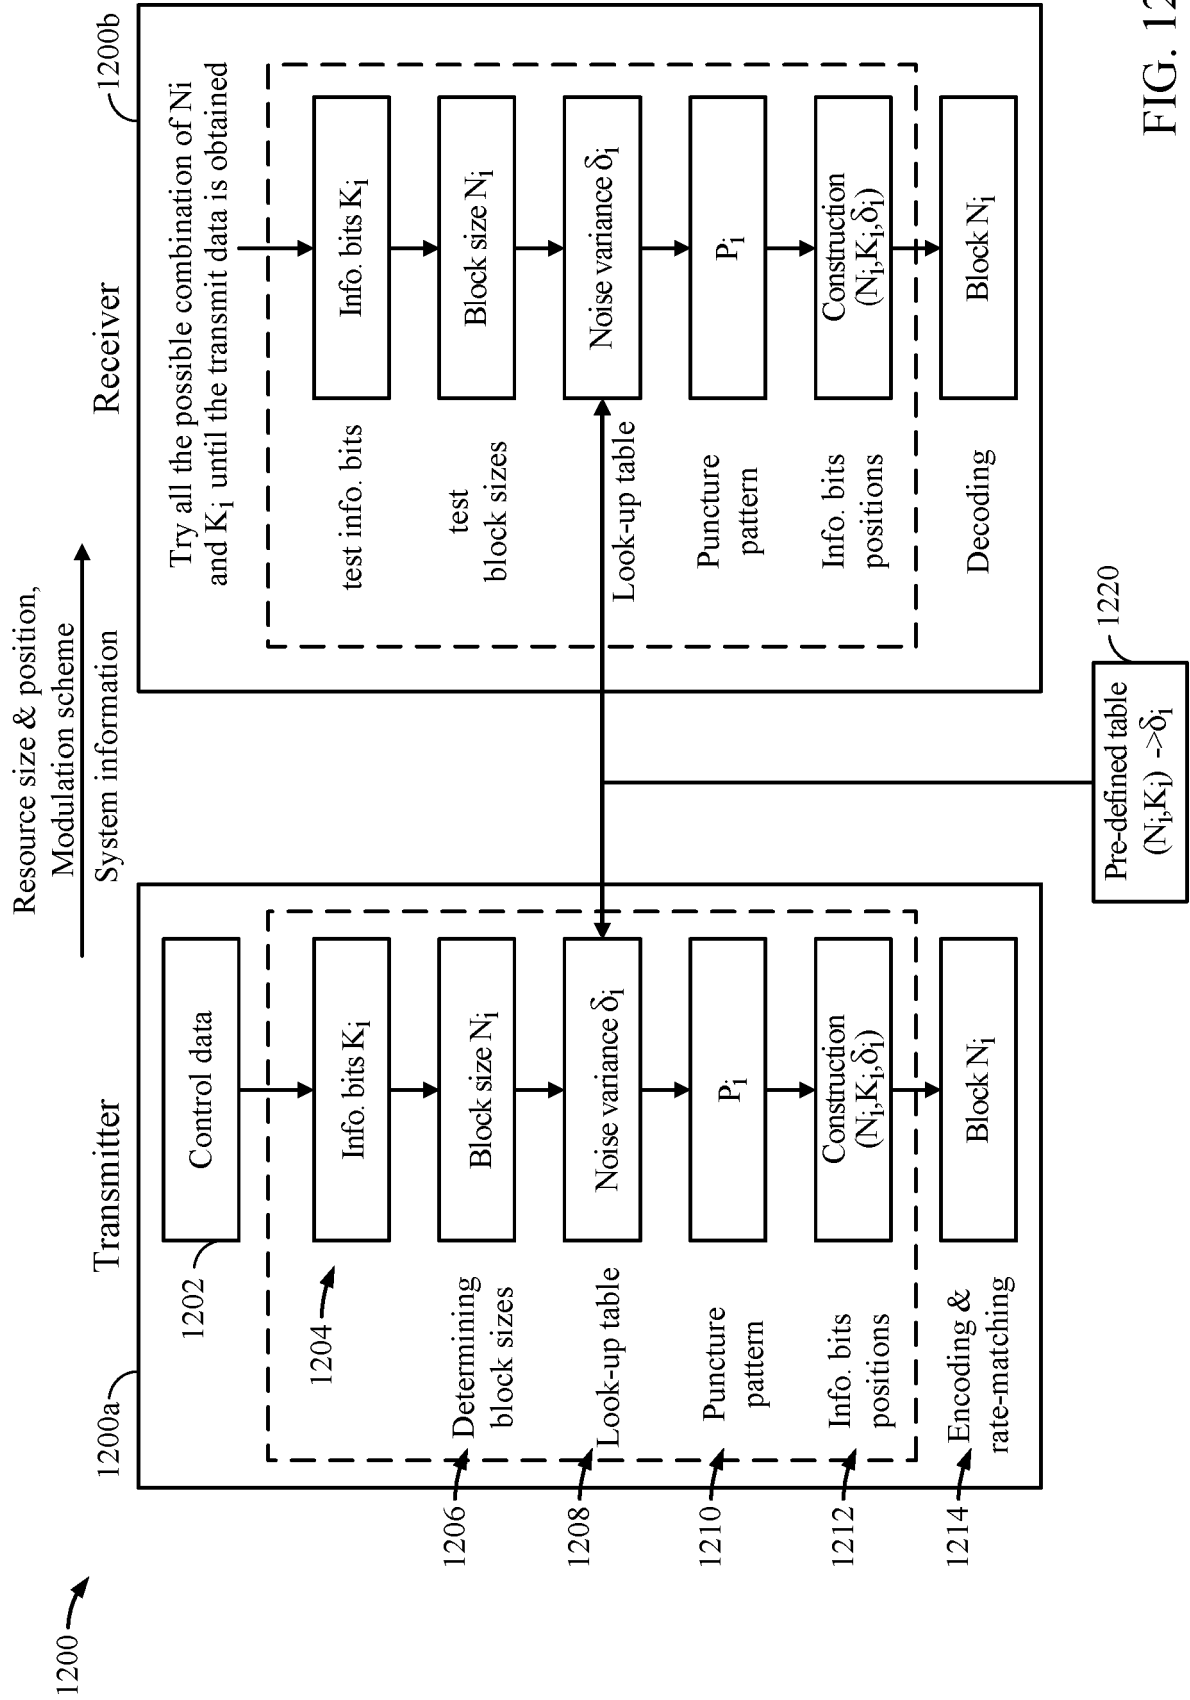 1200
Resource size & position,
Modulation scheme
System information
Transmitter
1200a
Control data
1202
Info. bits Ki
1204
Block size Ni
Determining
block sizes
1206
Noise variance δi
Look-up table
1208
Pi
Puncture
pattern
1210
Construction
(Ni,Ki,δi)
Info. bits
positions
1212
Block Ni
Encoding &
rate-matching
1214
Receiver
1200b
Try all the possible combination of Ni
and Ki until the transmit data is obtained
Info. bits Ki
test info. bits
Block size Ni
test
block sizes
Noise variance δi
Look-up table
Pi
Puncture
pattern
Construction
(Ni,Ki,δi)
Info. bits
positions
Block Ni
Decoding
Pre-defined table
(Ni,Ki) ->δi
1220
FIG. 12